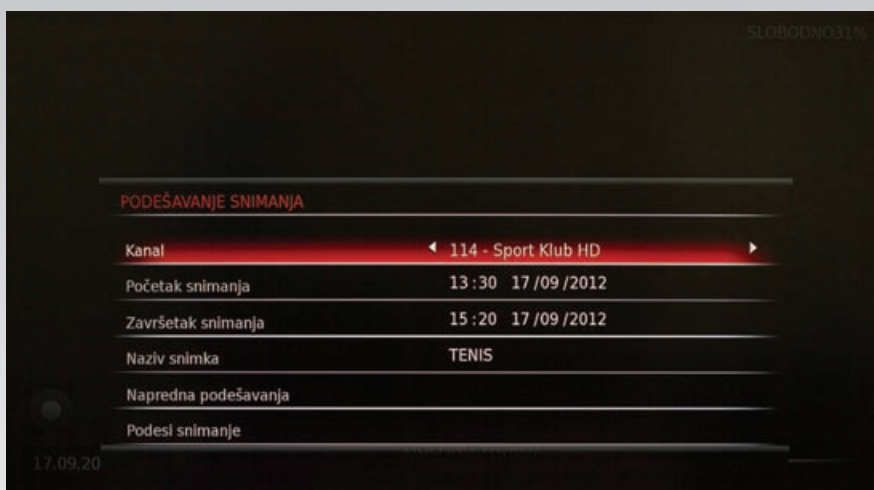 SLOBODNO31%
PODEŠAVANJE SNIMANJA
Kanal 114 - Sport Klub HD
Početak snimanja 13:30 17/09/2012
Završetak snimanja 15:20 17/09/2012
Naziv snimka TENIS
Napredna podešavanja
Podesi snimanje
17.09.20